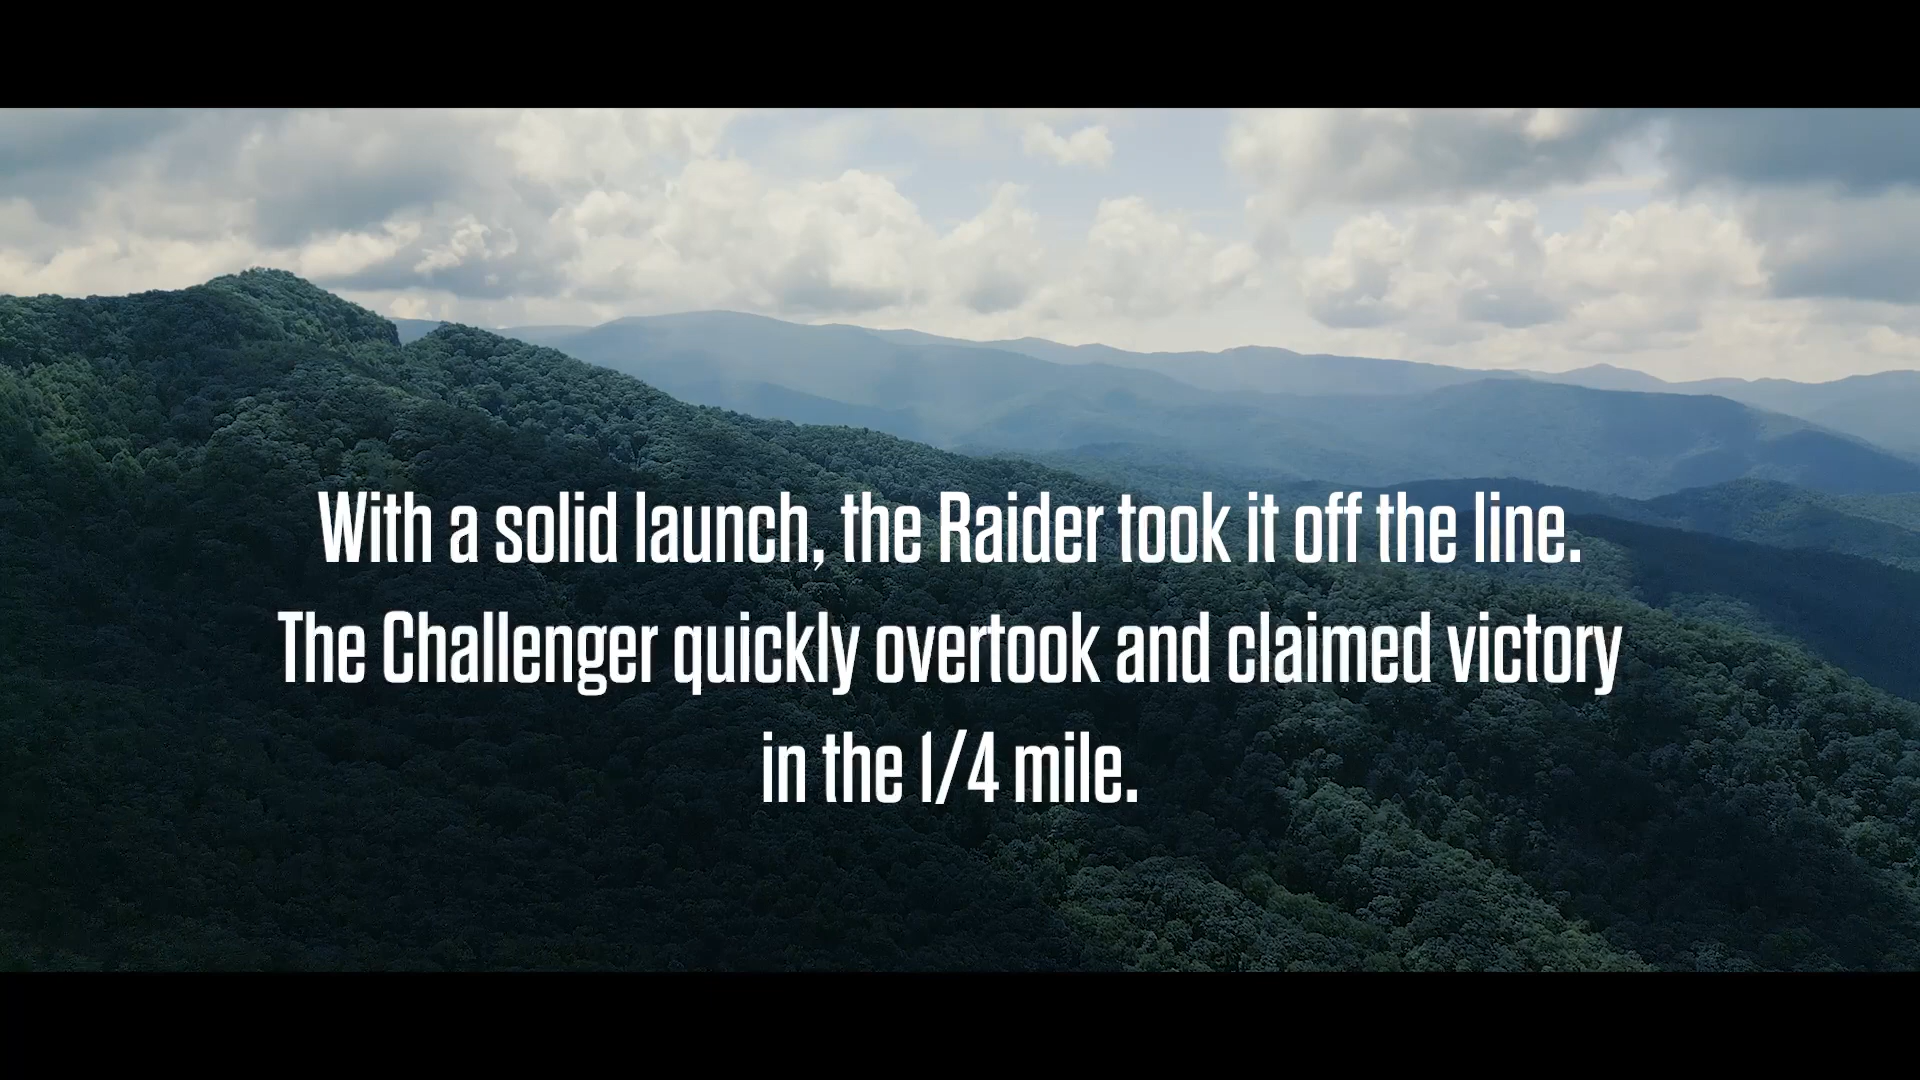 With a solid launch, the Raider took it off the line.
The Challenger quickly overtook and claimed victory
in the 1/4 mile.